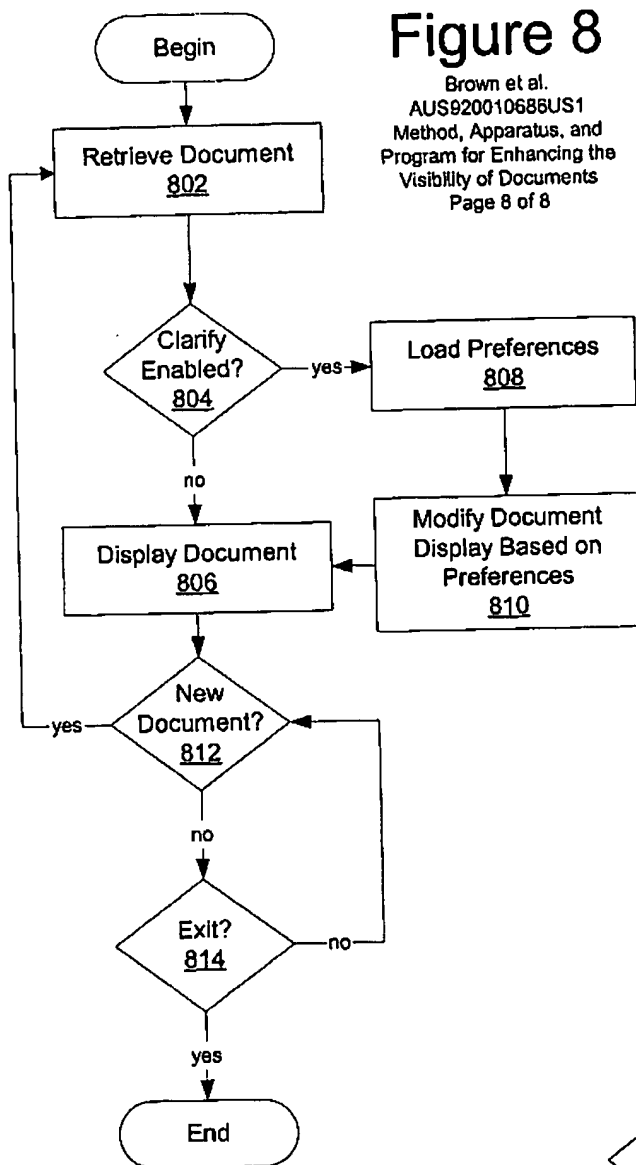 Figure 8
Brown et al.
AUS920010686US1
Method, Apparatus, and
Program for Enhancing the
Visibility of Documents
Page 8 of 8
Begin
Retrieve Document
802
Clarify
Enabled?
804
yes
Load Preferences
808
no
Modify Document
Display Based on
Preferences
810
Display Document
806
New
Document?
812
yes
no
Exit?
814
no
yes
End